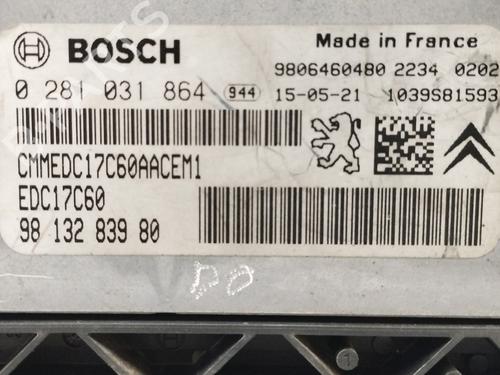 BOSCH
Made in France
9806460480 2234 0202
0 281 031 864 944 15-05-21 1039S81593
CMMEDC17C60AACEM1
EDC17C60
98 132 839 80
DO